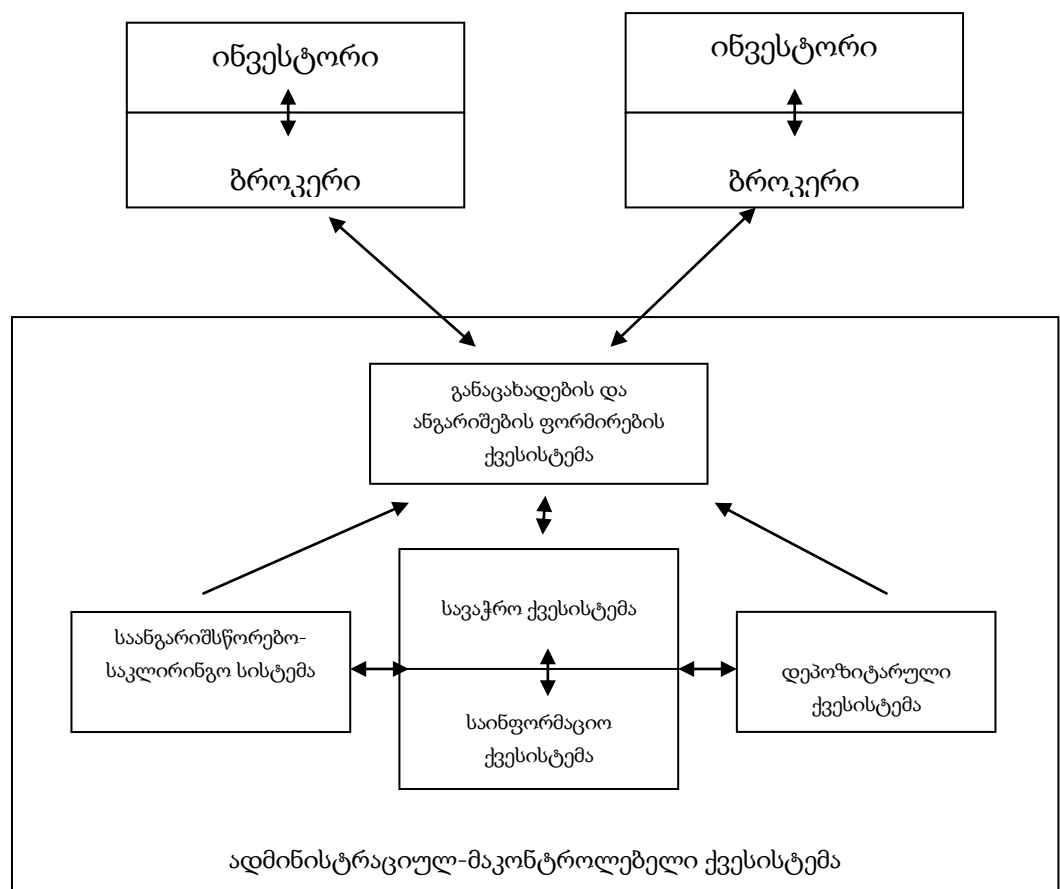 ინვესტორი
ბროკერი
ინვესტორი
ბროკერი
განაცახადების და
ანგარიშების ფორმირების
ქვესისტემა
საანგარიშსწორებო-
საკლირინგო სისტემა
სავაჭრო ქვესისტემა
საინფორმაციო
ქვესისტემა
დეპოზიტარული
ქვესისტემა
ადმინისტრაციულ-მაკონტროლებელი ქვესისტემა